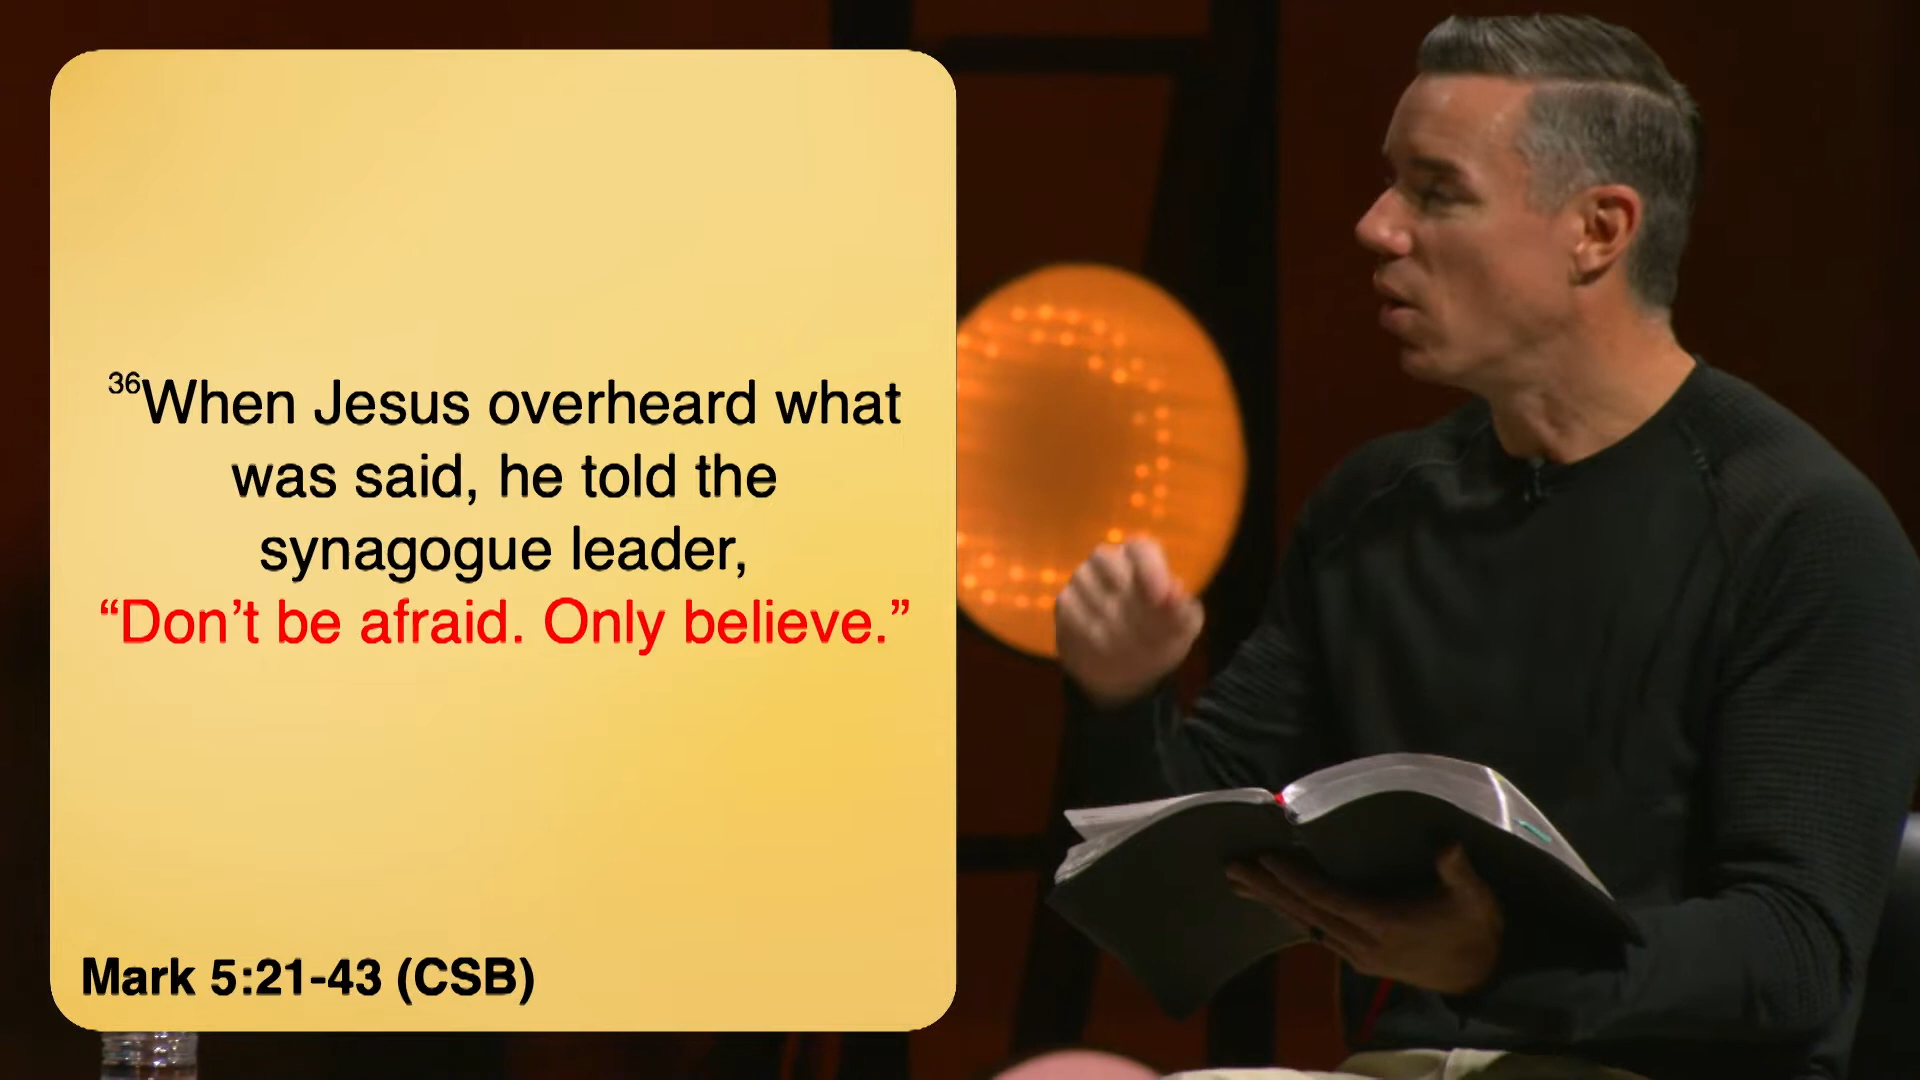 ³⁶When Jesus overheard what
was said, he told the
synagogue leader,
“Don’t be afraid. Only believe.”
Mark 5:21-43 (CSB)